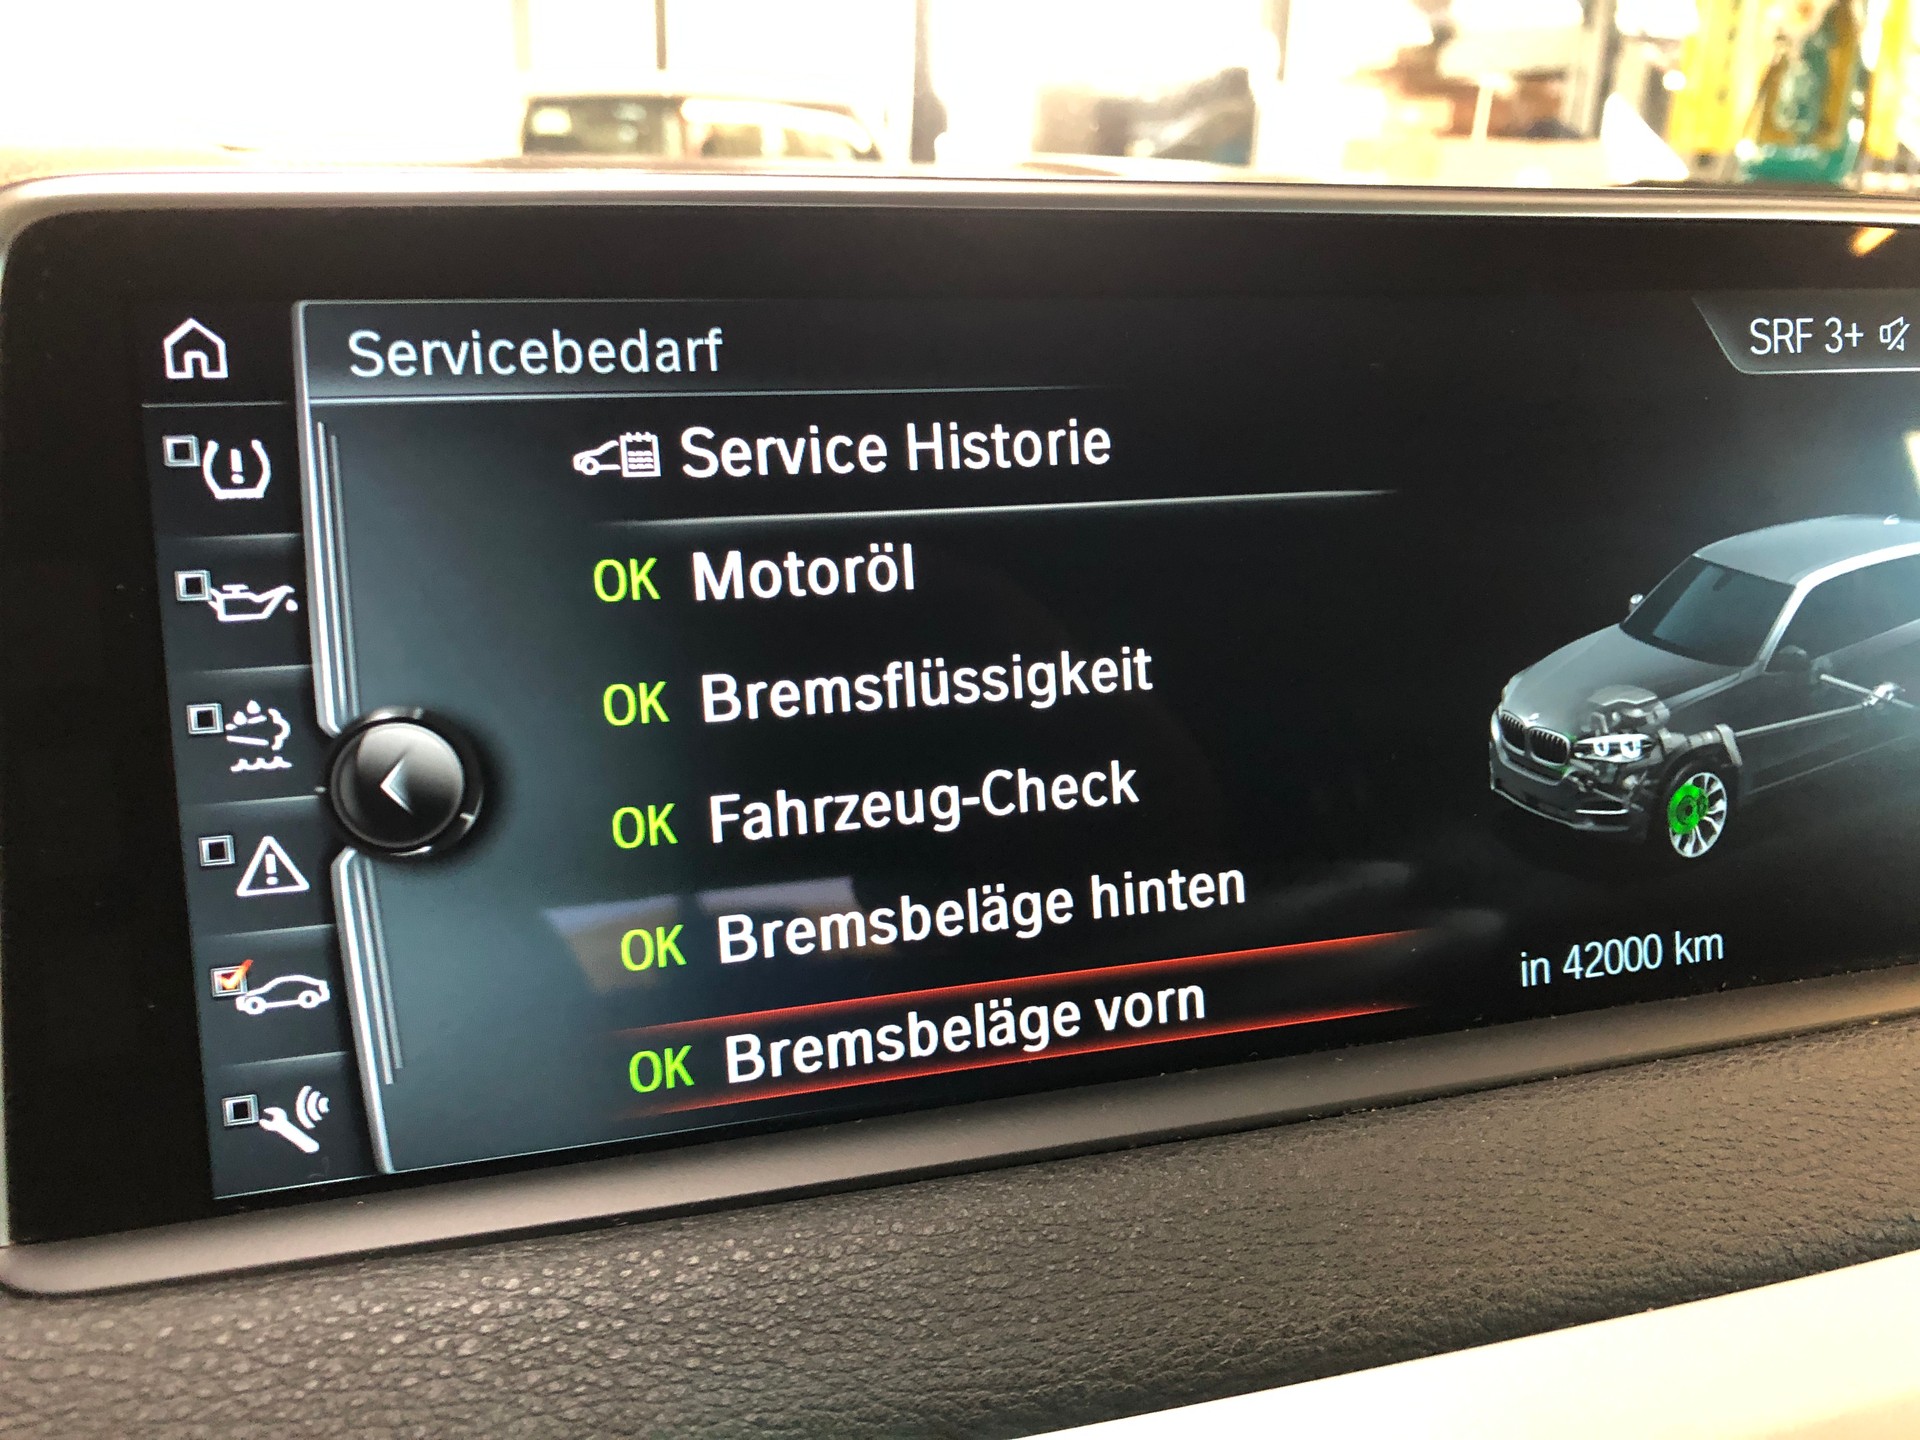 Servicebedarf
SRF 3+
Service Historie
OK Motoröl
OK Bremsflüssigkeit
OK Fahrzeug-Check
OK Bremsbeläge hinten
OK Bremsbeläge vorn
in 42000 km